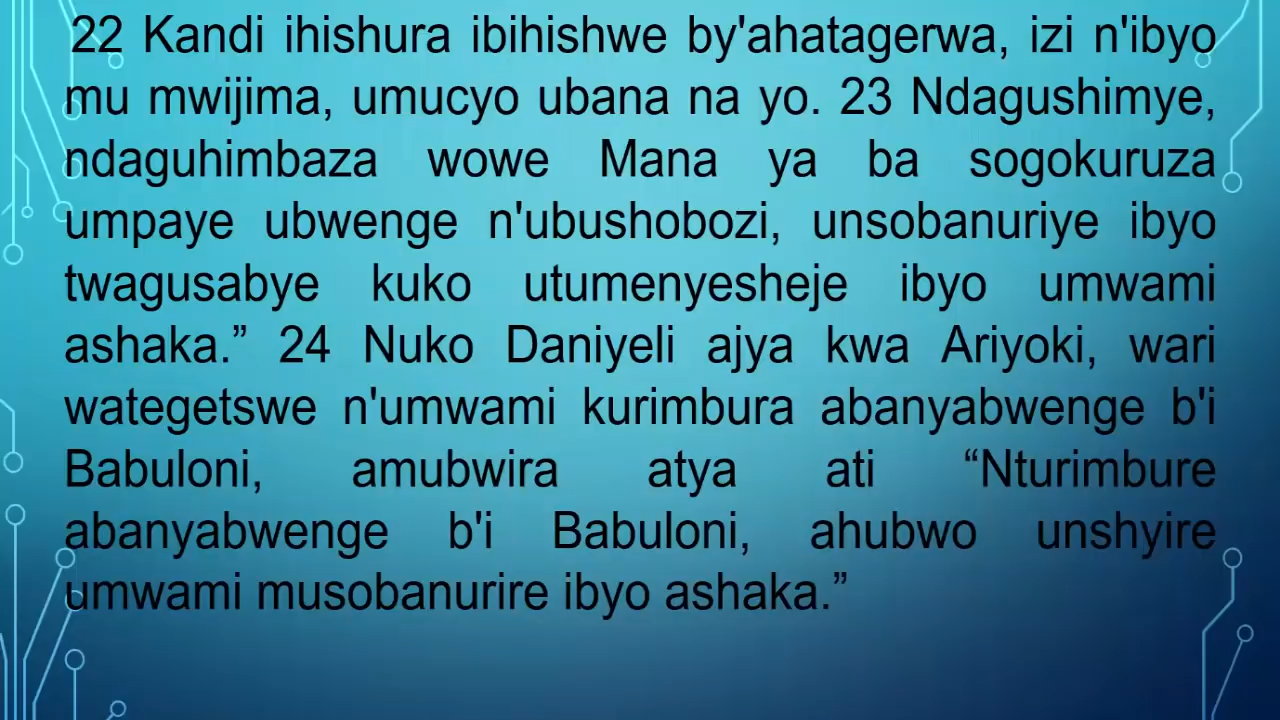 22 Kandi ihishura ibihishwe by'ahatagerwa, izi n'ibyo
mu mwijima, umucyo ubana na yo. 23 Ndagushimye,
ndaguhimbaza wowe Mana ya ba sogokuruza
umpaye ubwenge n'ubushobozi, unsobanuriye ibyo
twagusabye kuko utumenyesheje ibyo umwami
ashaka.” 24 Nuko Daniyeli ajya kwa Ariyoki, wari
wategetswe n'umwami kurimbura abanyabwenge b'i
Babuloni, amubwira atya ati “Nturimbure
abanyabwenge b'i Babuloni, ahubwo unshyire
umwami musobanurire ibyo ashaka.”